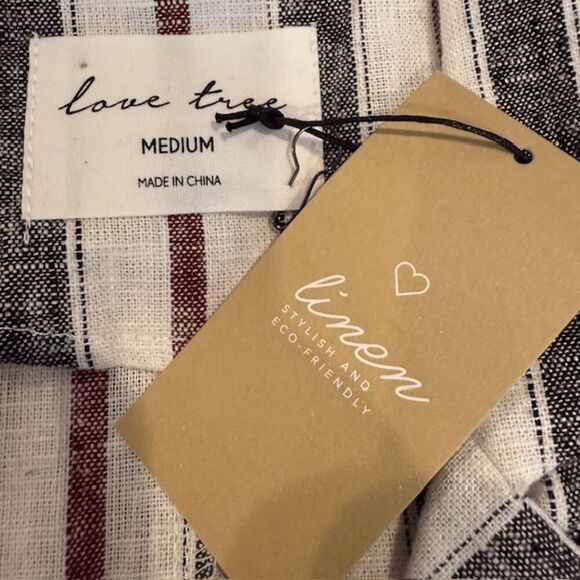 love tree
MEDIUM
MADE IN CHINA
linen
STYLISH AND
ECO-FRIENDLY